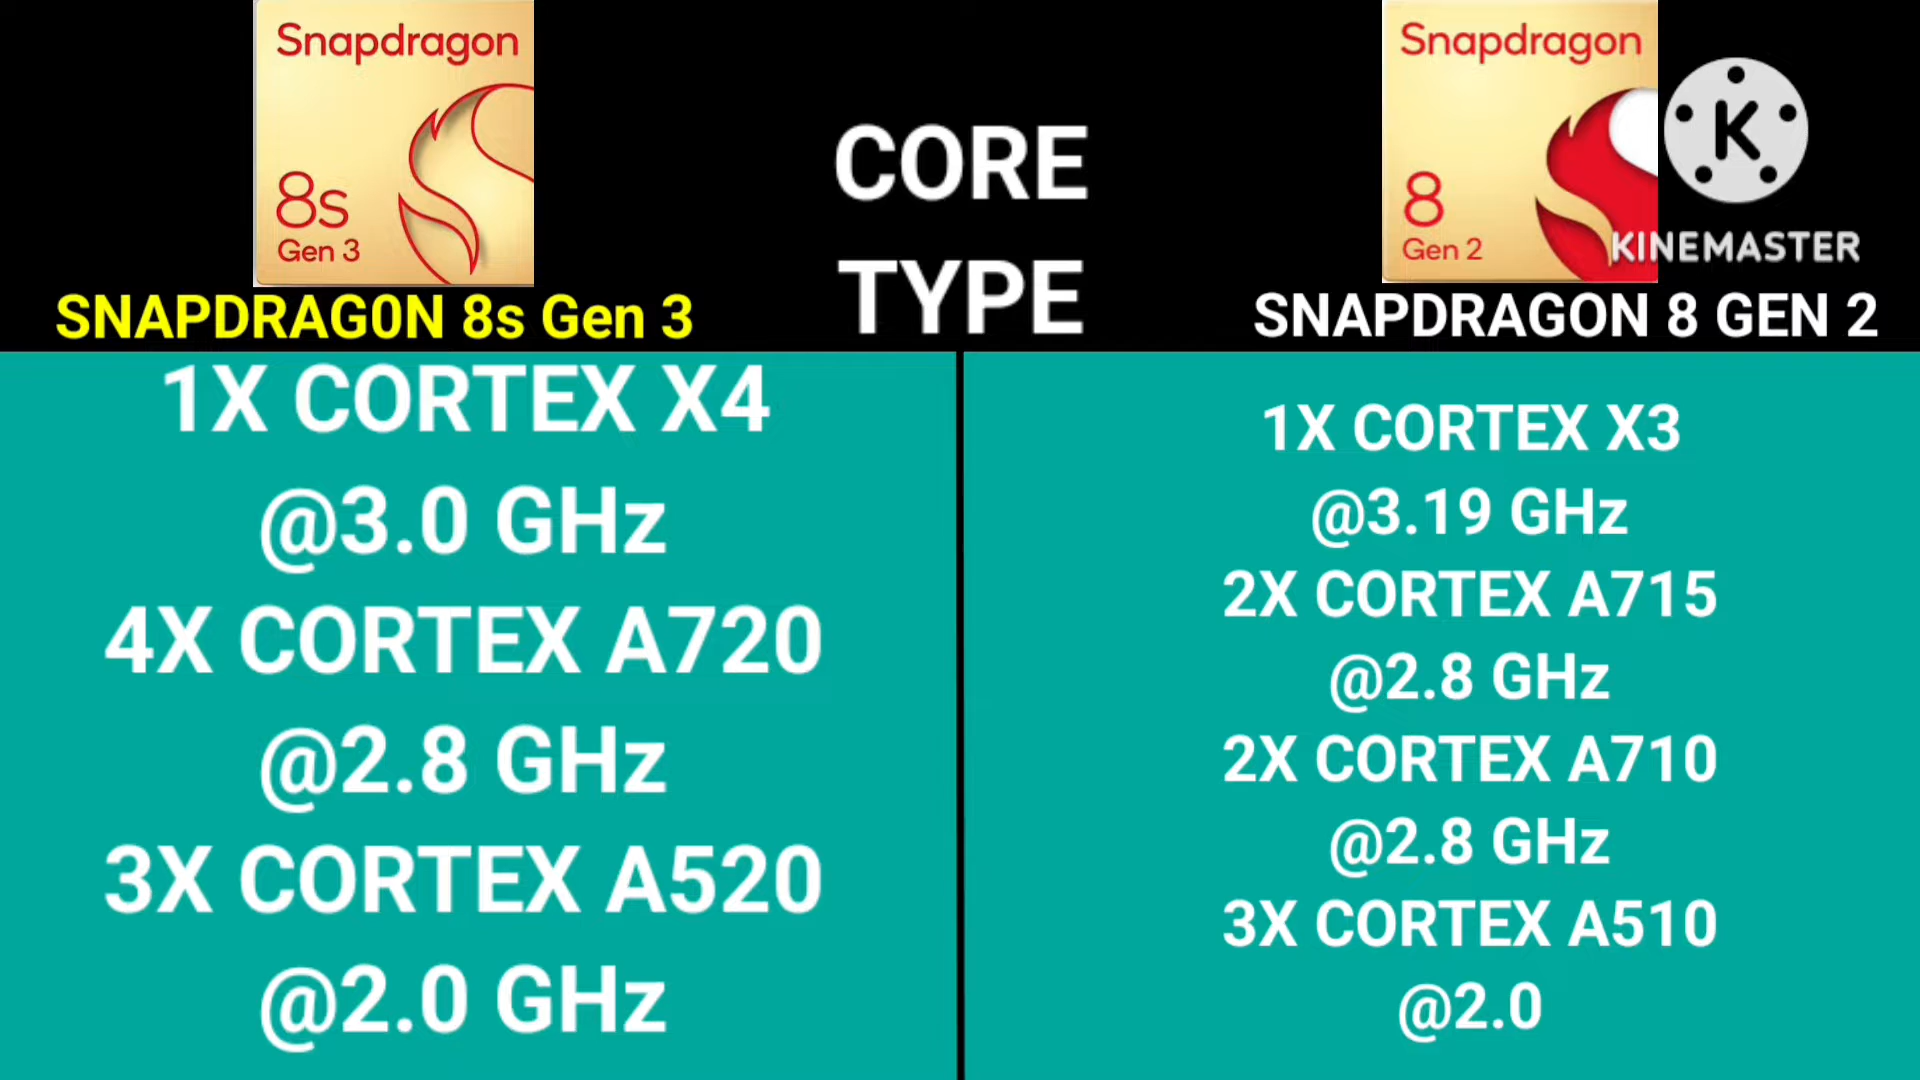 Snapdragon
8s
Gen 3
SNAPDRAG0N 8s Gen 3
CORE
TYPE
Snapdragon
8
Gen 2
K
KINEMASTER
SNAPDRAGON 8 GEN 2
1X CORTEX X4
@3.0 GHz
4X CORTEX A720
@2.8 GHz
3X CORTEX A520
@2.0 GHz
1X CORTEX X3
@3.19 GHz
2X CORTEX A715
@2.8 GHz
2X CORTEX A710
@2.8 GHz
3X CORTEX A510
@2.0